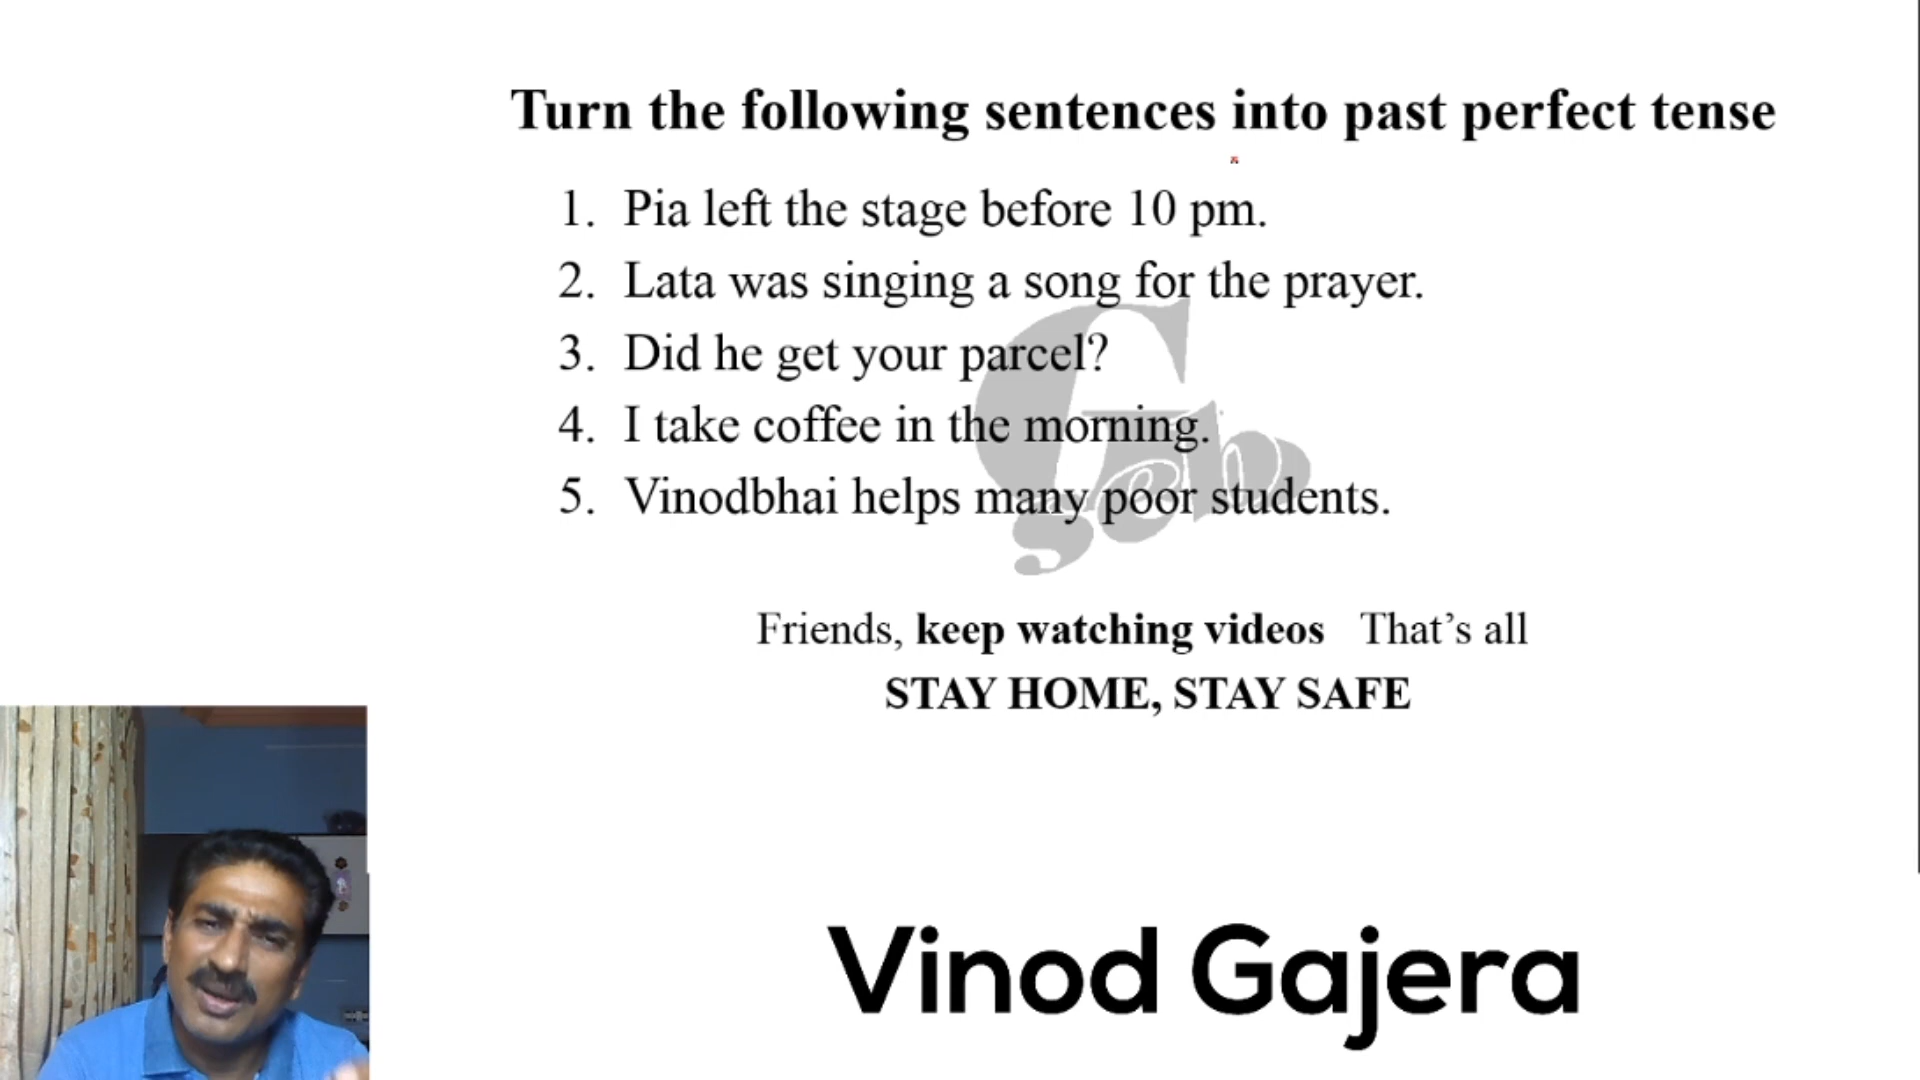 Turn the following sentences into past perfect tense
1. Pia left the stage before 10 pm.
2. Lata was singing a song for the prayer.
3. Did he get your parcel?
4. I take coffee in the morning.
5. Vinodbhai helps many poor students.
Friends, keep watching videos That’s all
STAY HOME, STAY SAFE
Vinod Gajera